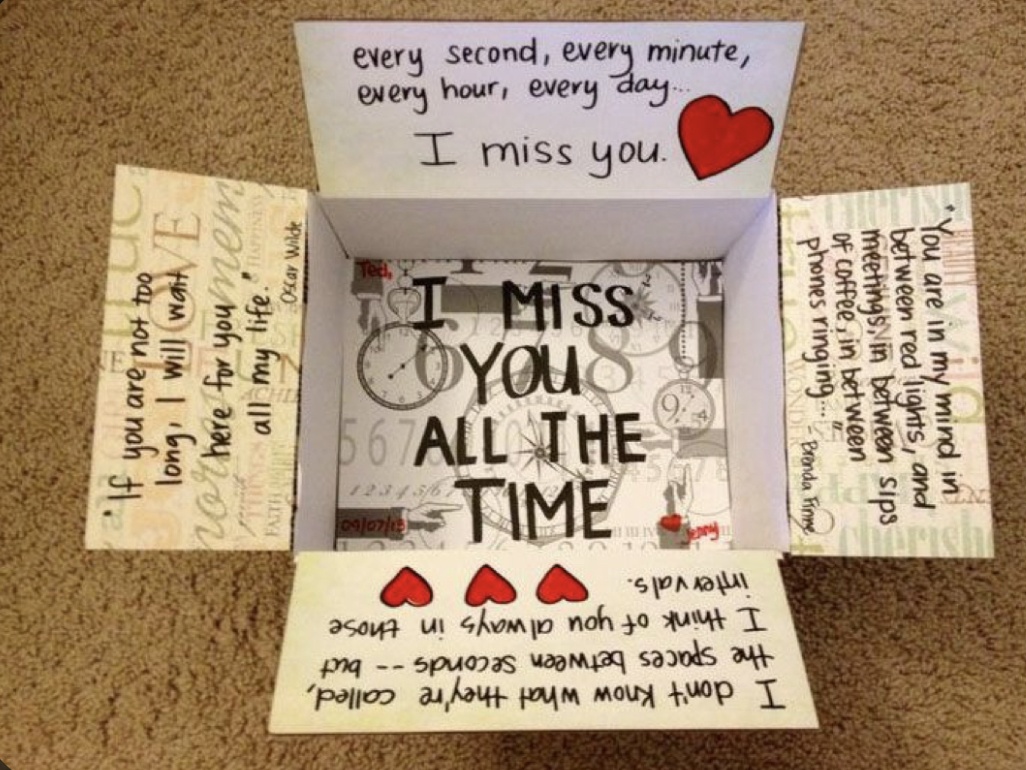 every second, every minute,
every hour, every day...
I miss you.
"If you are not too
long, I will wait
here for you
all my life."
Oscar Wilde
Ted,
I MISS
YOU
ALL THE
TIME
09/07/13
Jenny
"You are in my mind in
between red lights, and
meetings, in between sips
of coffee, in between
phones ringing..."
- Brenda
I don't know what they're called,
the spaces between seconds -- but
I think of you always in those
intervals.